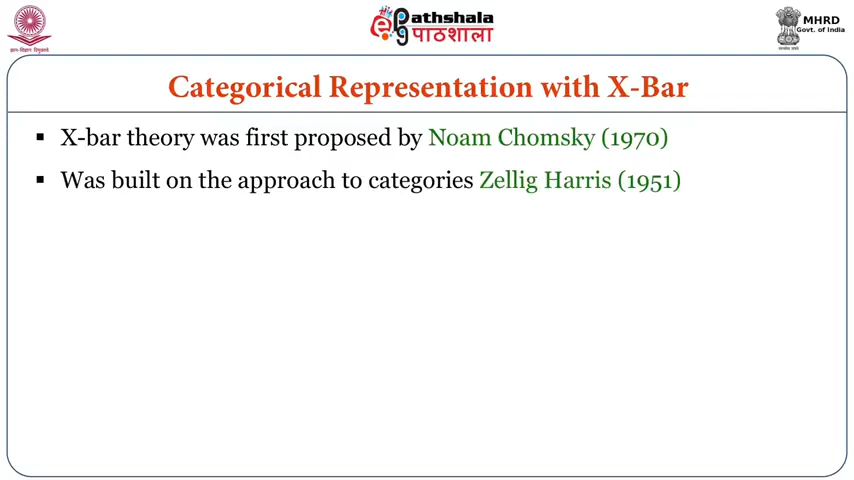 ePathshala
पाठशाला
MHRD
Govt. of India
Categorical Representation with X-Bar
▪ X-bar theory was first proposed by Noam Chomsky (1970)
▪ Was built on the approach to categories Zellig Harris (1951)